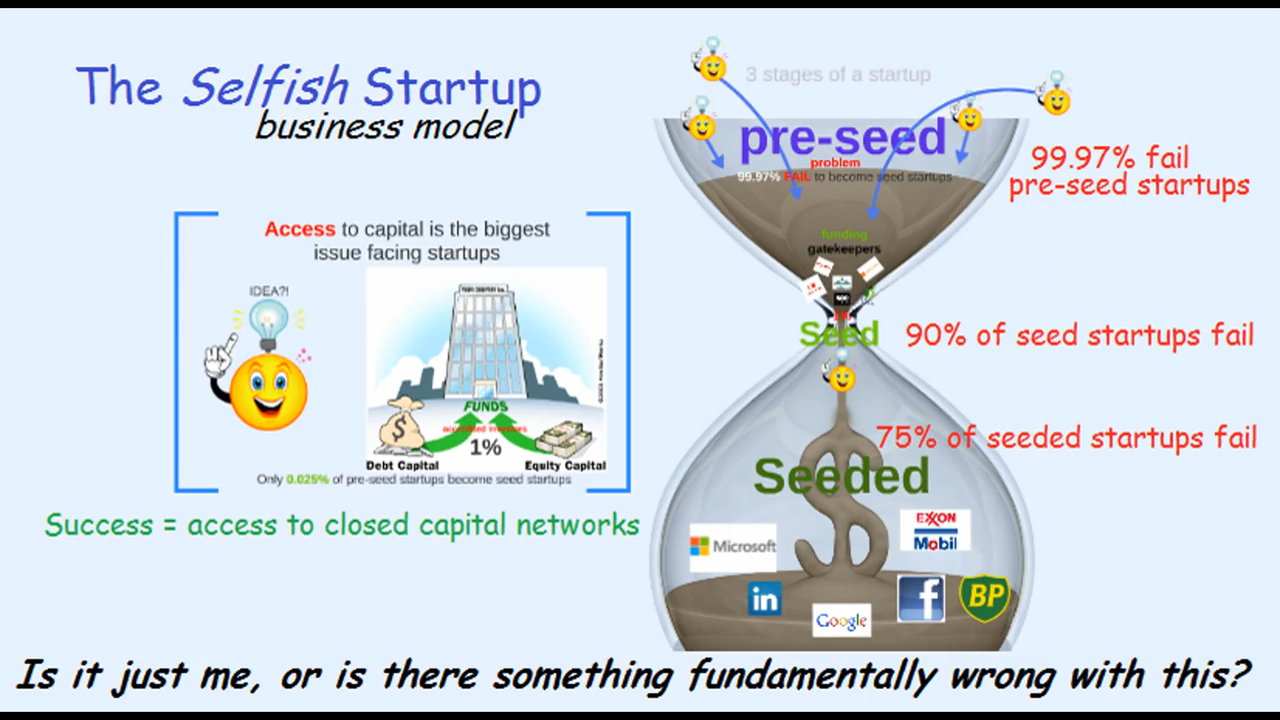 The Selfish Startup
business model
3 stages of a startup
pre-seed
problem
99.97% FAIL to become seed startups
99.97% fail
pre-seed startups
Access to capital is the biggest
issue facing startups
IDEA?!
FUNDS
accredited investors
1%
Debt Capital
Equity Capital
Only 0.025% of pre-seed startups become seed startups
funding
gatekeepers
Seed
90% of seed startups fail
75% of seeded startups fail
Seeded
Success = access to closed capital networks
Microsoft
EXXON
Mobil
in
f
BP
Google
Is it just me, or is there something fundamentally wrong with this?